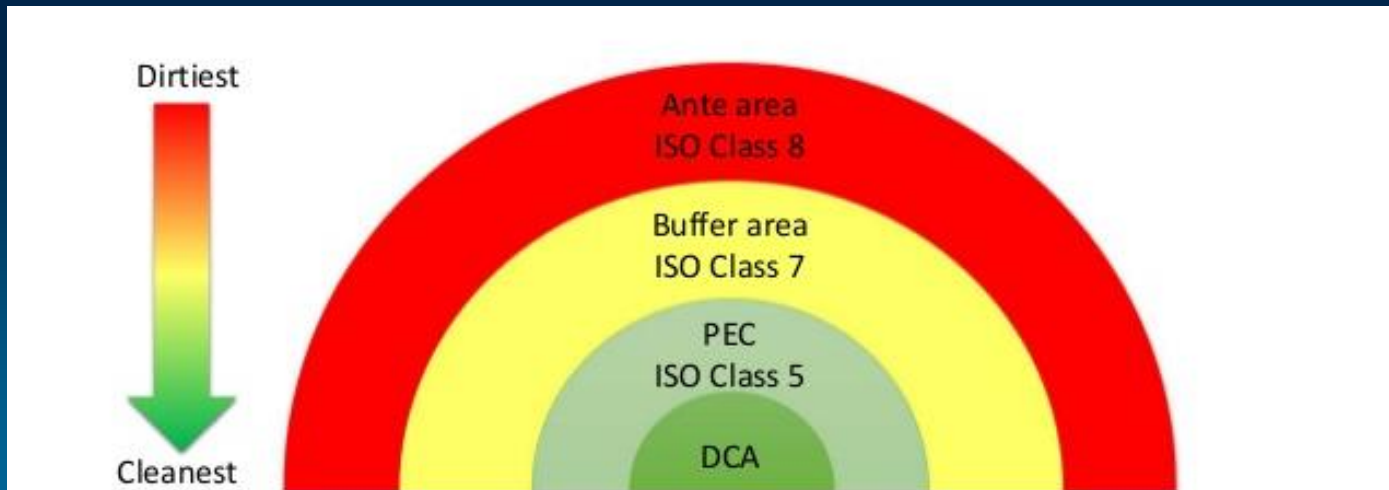 Dirtiest
Ante area
ISO Class 8
Buffer area
ISO Class 7
PEC
ISO Class 5
DCA
Cleanest